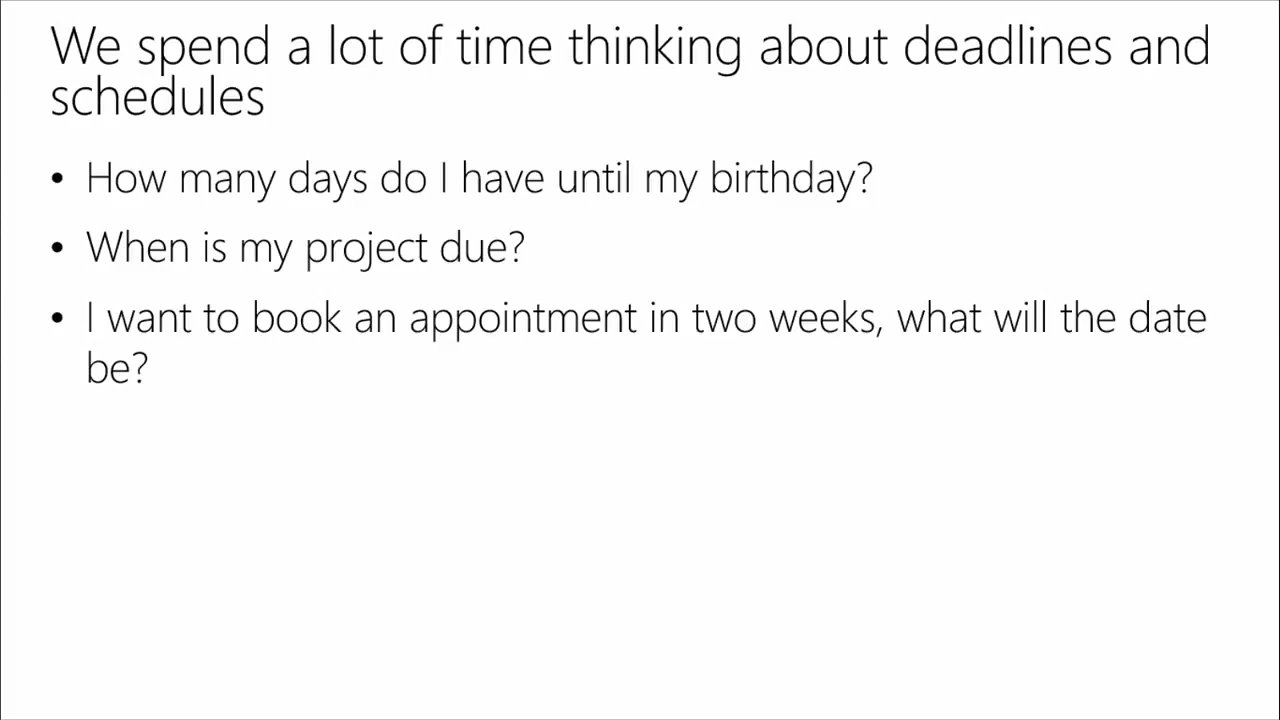 We spend a lot of time thinking about deadlines and
schedules
• How many days do I have until my birthday?
• When is my project due?
• I want to book an appointment in two weeks, what will the date
be?